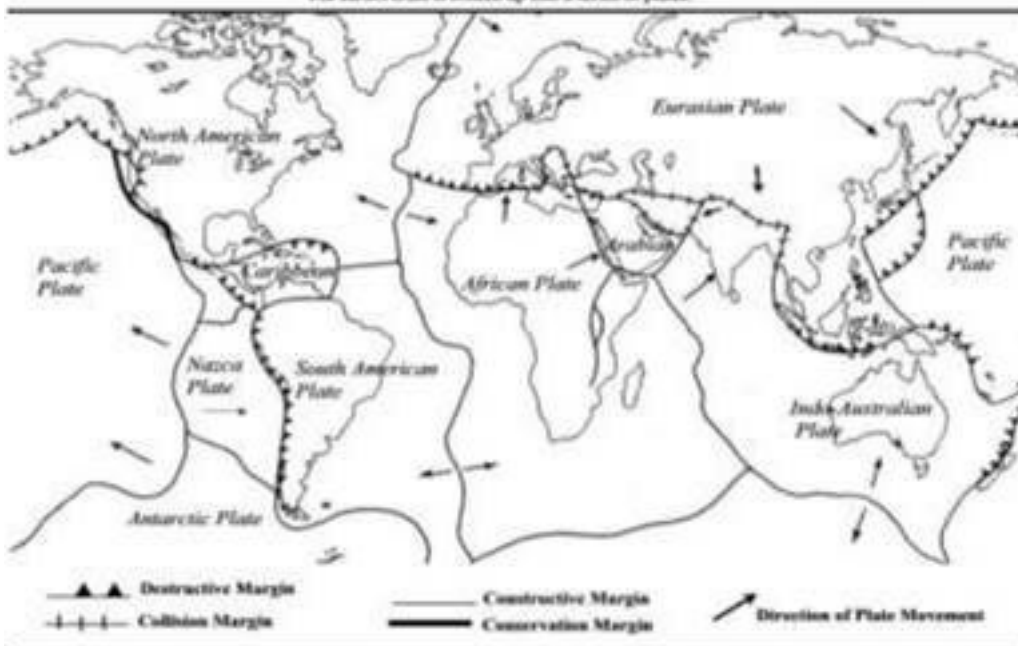 Eurasian Plate
North American
Plate
Pacific
Plate
Caribbean
African Plate
Arabian
Pacific
Plate
Nazca
Plate
South American
Plate
Indo-Australian
Plate
Antarctic Plate
Destructive Margin
Constructive Margin
Direction of Plate Movement
Collision Margin
Conservation Margin